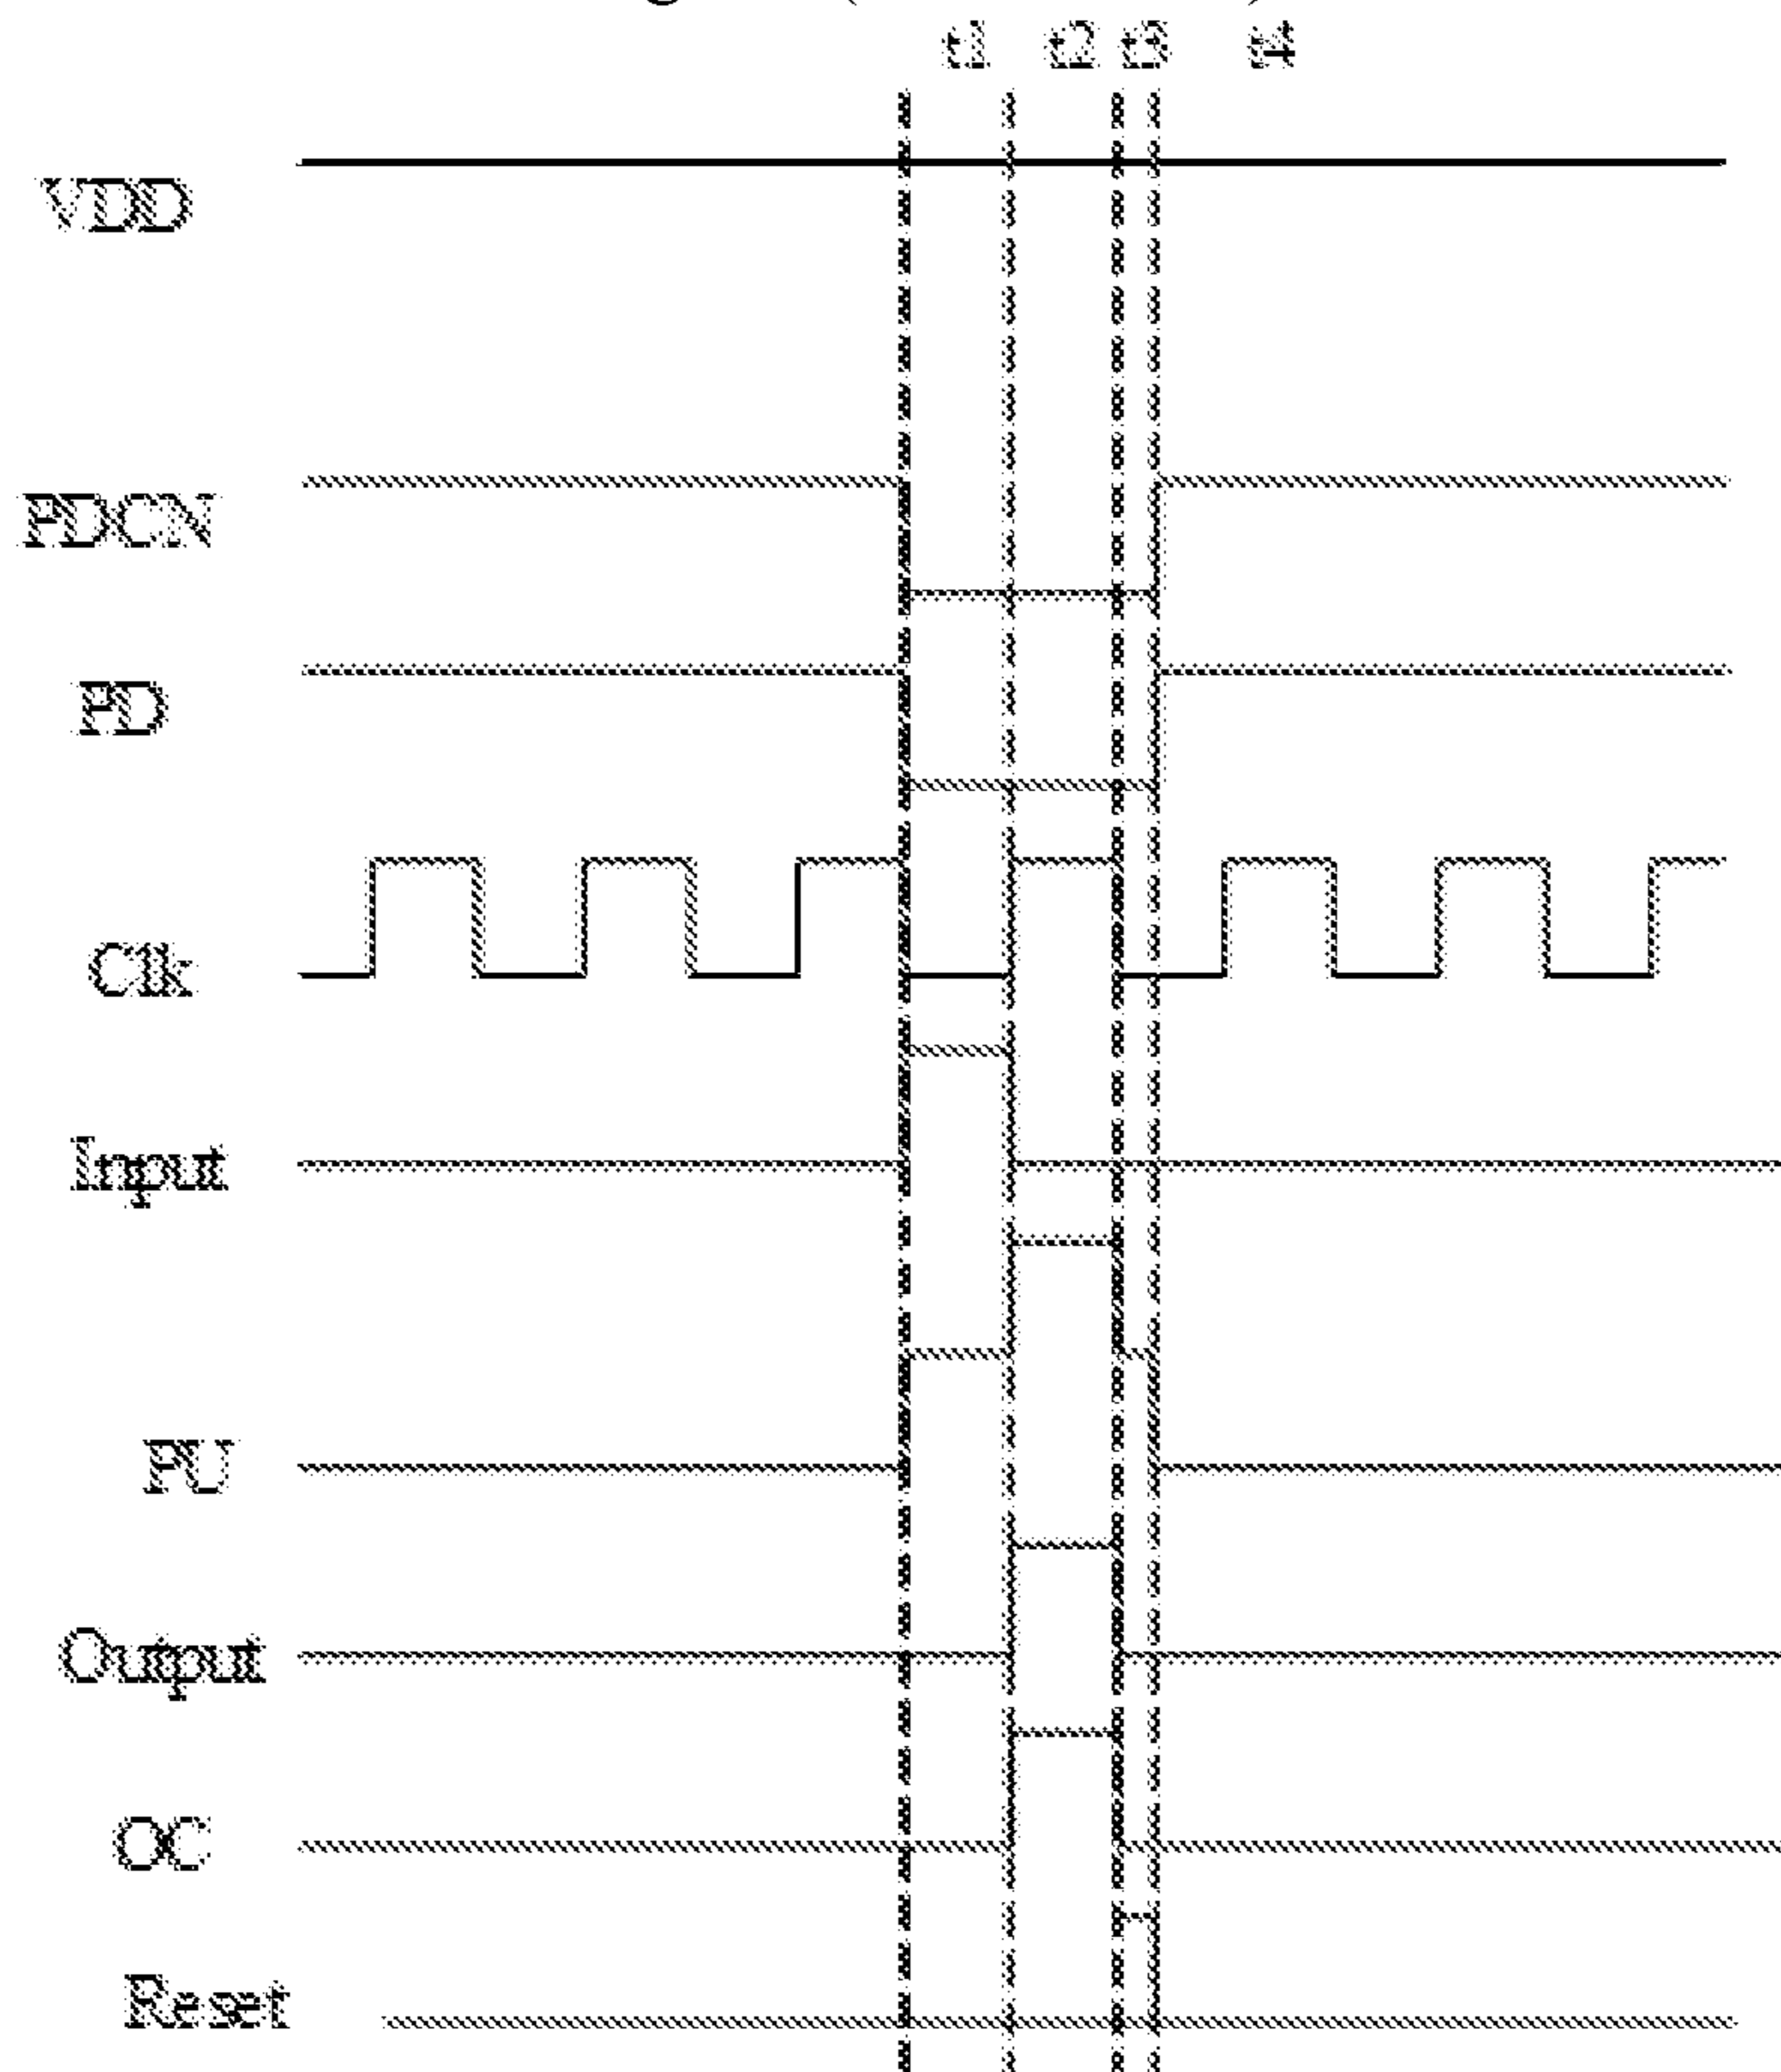 t1 t2 t3 t4
VDD
PDCN
PD
Clk
Input
PU
Output
OC
Reset